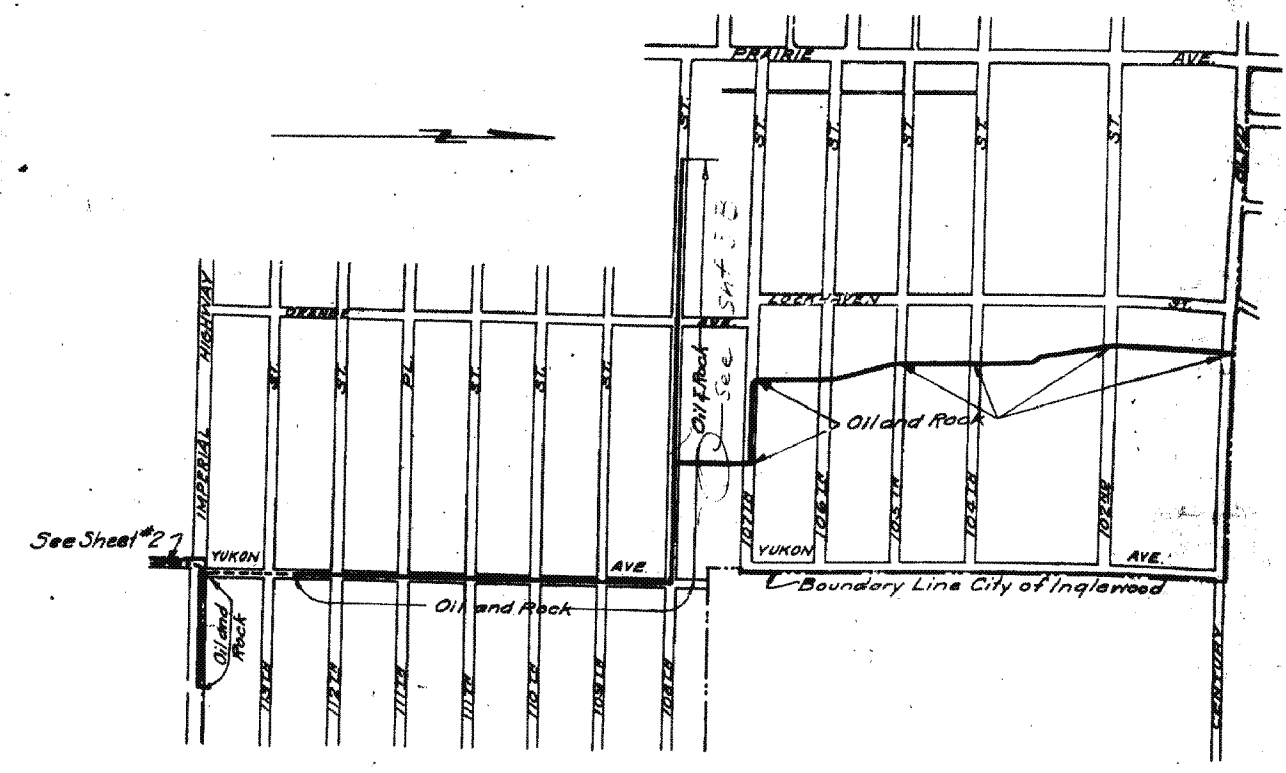 PRAIRIE AVE.
ST.
ST.
ST.
ST.
ST.
ST.
BLVD.
N
See Sht 3B
LOCKHAVEN ST.
IMPERIAL HIGHWAY
ORANGE AVE.
ST.
ST.
PL.
ST.
ST.
ST.
Oil & Rock
Oil and Rock
107TH
106TH
105TH
104TH
102ND
See Sheet #2
YUKON AVE.
YUKON AVE.
Boundary Line City of Inglewood
Oil and Rock
Oil and
Rock
113TH
112TH
111TH
111TH
110TH
109TH
108TH
CENTURY